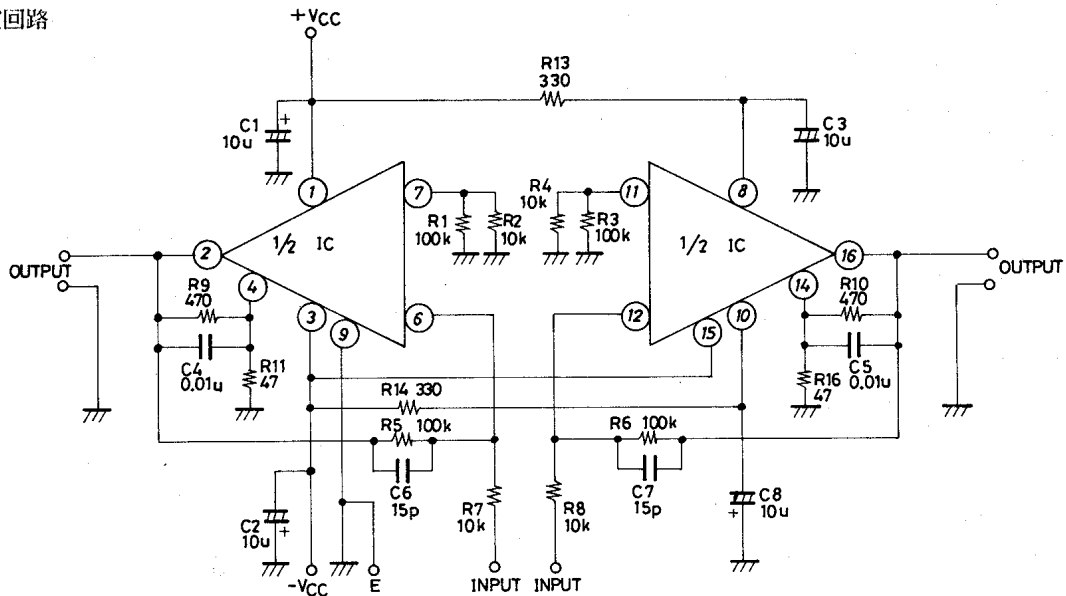 回路
+VCC
R13
330
C1
10u
+
C3
10u
1
7
R1
100k
R2
10k
R4
10k
R3
100k
11
8
1/2 IC
1/2 IC
2
16
OUTPUT
OUTPUT
R9
470
4
3
9
6
12
15
10
14
R10
470
C4
0.01u
R11
47
R16
47
C5
0.01u
R14 330
R5 100k
C6
15p
R6 100k
C7
15p
C2
10u
+
R7
10k
R8
10k
C8
10u
+
-VCC
E
INPUT
INPUT